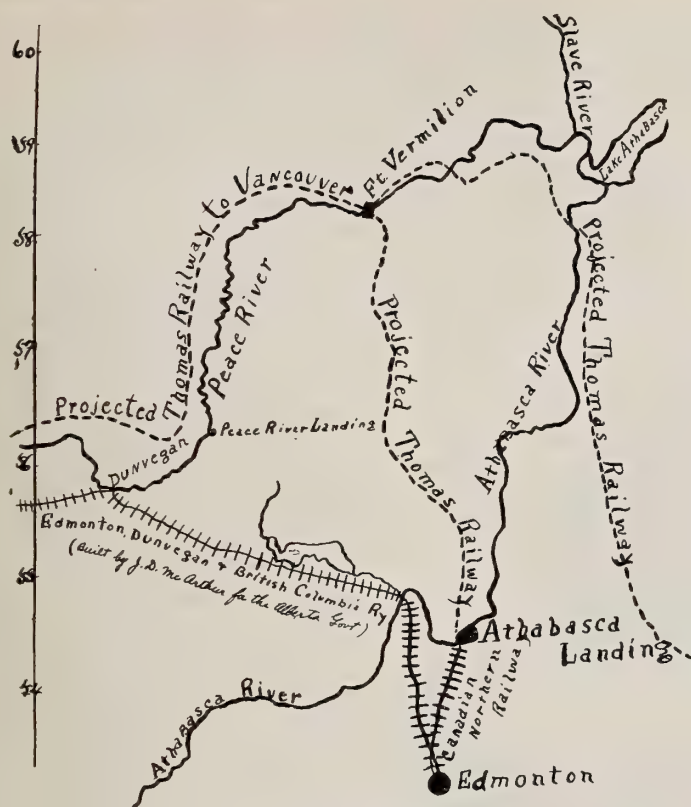 60
59
58
57
55
54
Slave River
Lake Athabasca
Ft. Vermilion
Projected Thomas Railway to Vancouver
Peace River
Peace River Landing
Dunvegan
Projected Thomas Railway
Athabasca River
Projected Thomas Railway
Edmonton, Dunvegan & British Columbia Ry
(Built by J. D. McArthur for the Alberta Govt)
Athabasca
Landing
Canadian
Northern
Railway
Athabasca River
Edmonton